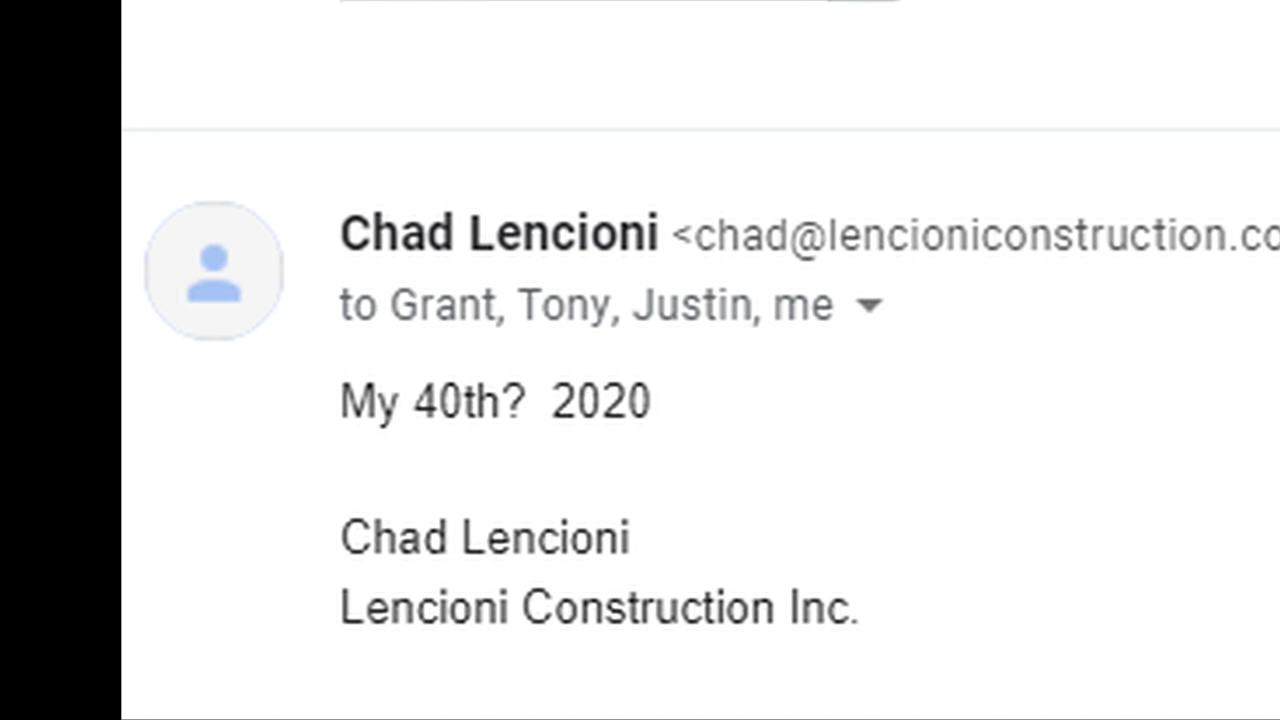 Chad Lencioni <chad@lencioniconstruction.co
to Grant, Tony, Justin, me
My 40th?  2020
Chad Lencioni
Lencioni Construction Inc.